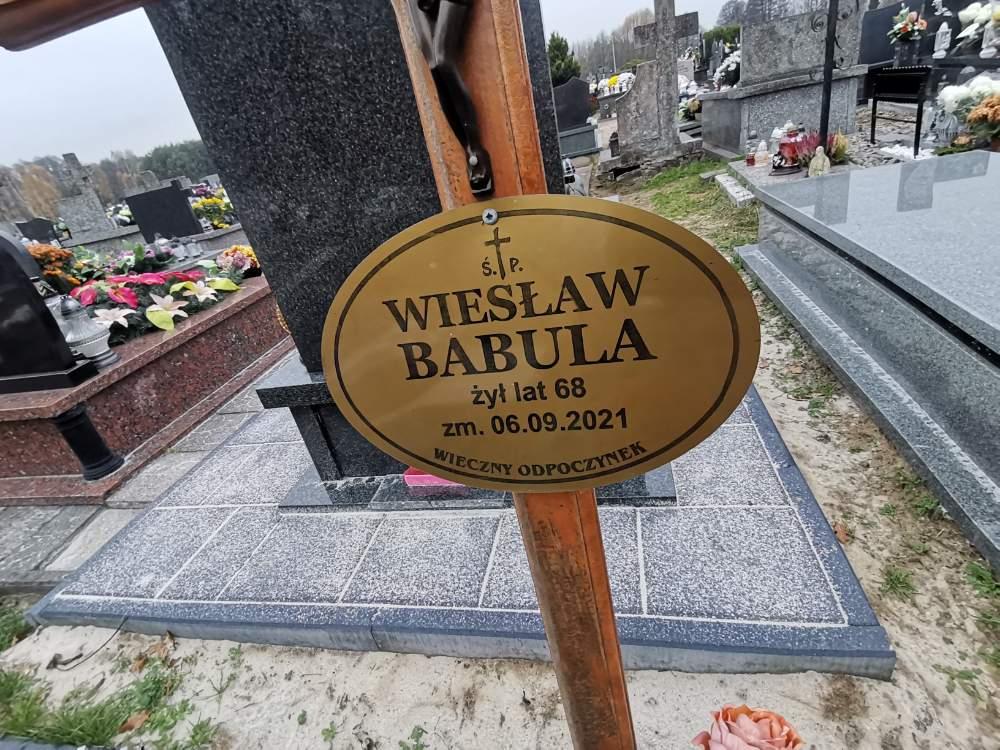 Ś. P.
WIESŁAW
BABULA
żył lat 68
zm. 06.09.2021
WIECZNY ODPOCZYNEK